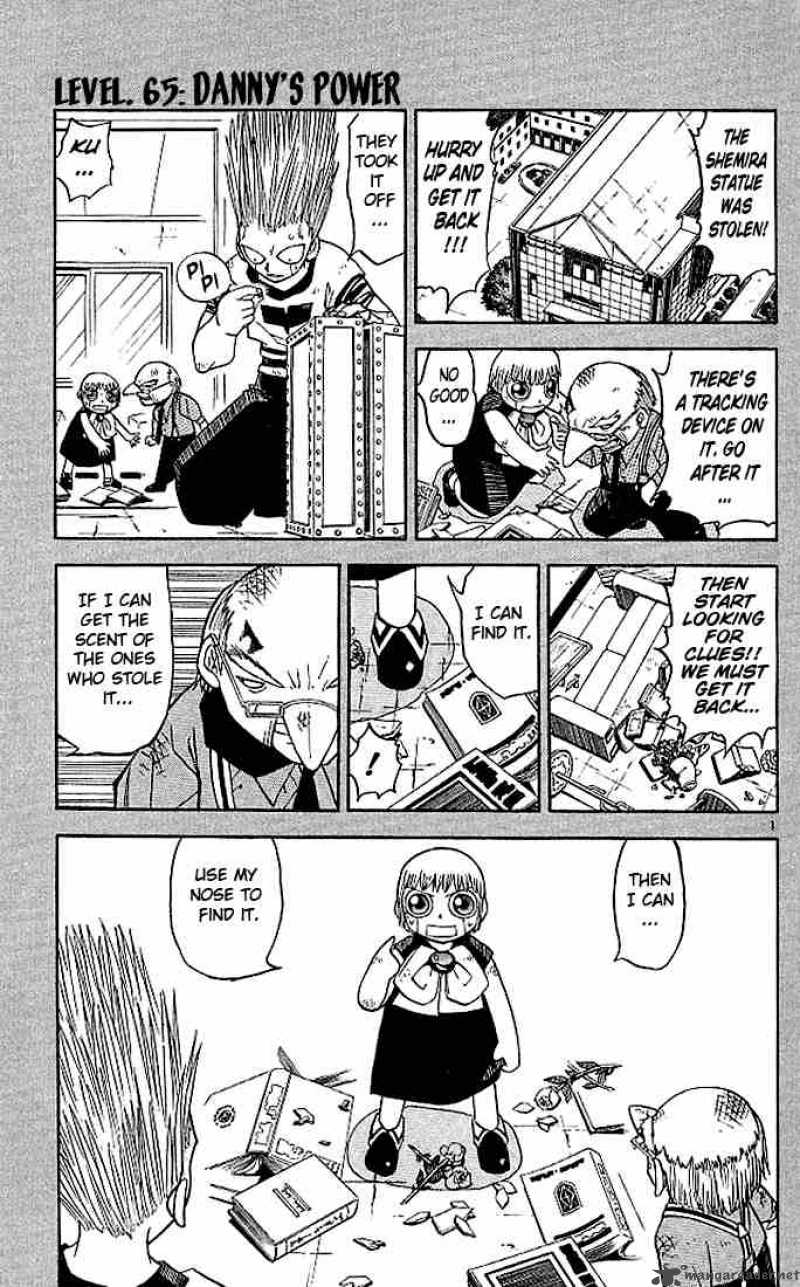 LEVEL. 65: DANNY'S POWER
THE
SHEMIRA
STATUE
WAS
STOLEN!
HURRY
UP AND
GET IT
BACK
!!!
THEY
TOOK
IT
OFF
...
PI
PI
KU
...
THERE'S
A TRACKING
DEVICE ON
IT. GO
AFTER IT
...
NO
GOOD
...
THEN
START
LOOKING
FOR
CLUES!!
WE MUST
GET IT
BACK...
I CAN
FIND IT.
!
IF I CAN
GET THE
SCENT OF
THE ONES
WHO STOLE
IT...
1
THEN
I CAN
...
USE MY
NOSE TO
FIND IT.
mangareader.net